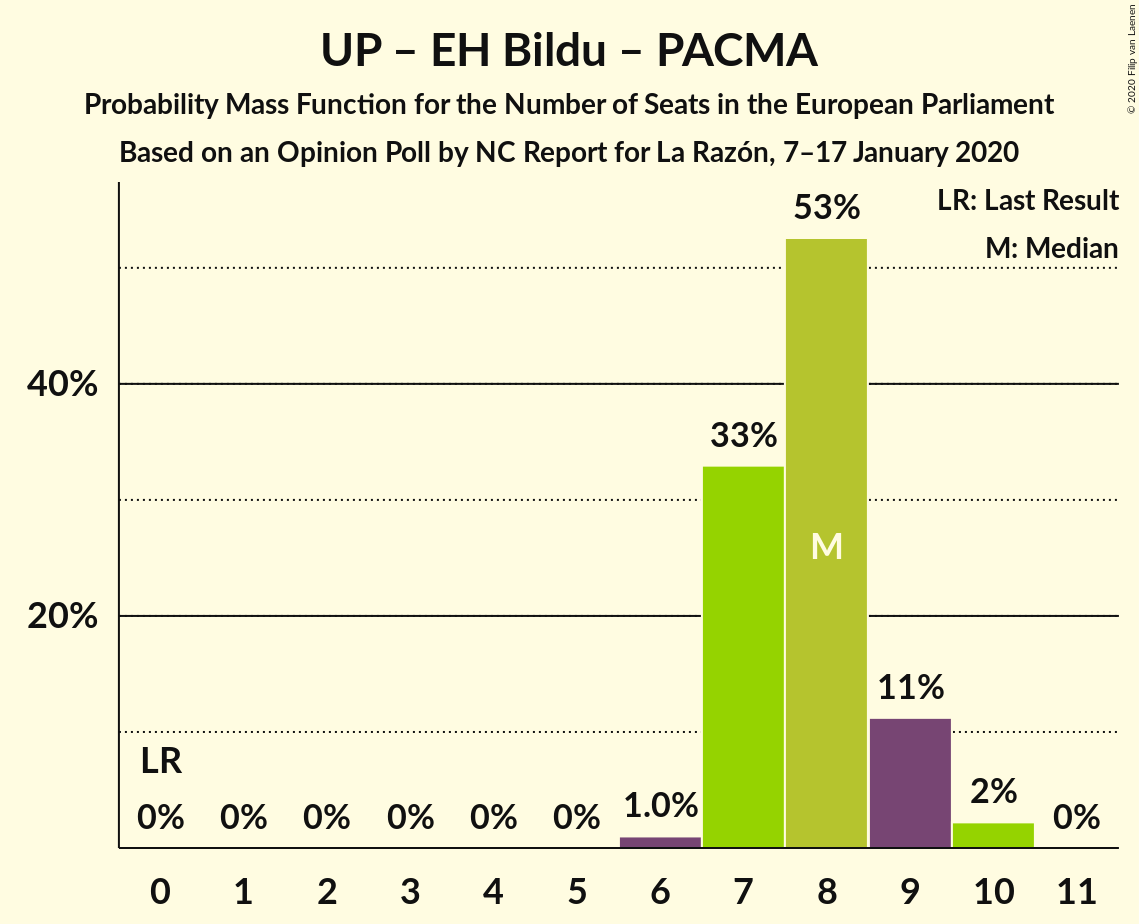 UP – EH Bildu – PACMA
Probability Mass Function for the Number of Seats in the European Parliament
Based on an Opinion Poll by NC Report for La Razón, 7–17 January 2020
© 2020 Filip van Laenen
LR: Last Result
M: Median
53%
40%
33%
M
20%
11%
LR
0% 0% 0% 0% 0% 0% 1.0% 2% 0%
0 1 2 3 4 5 6 7 8 9 10 11